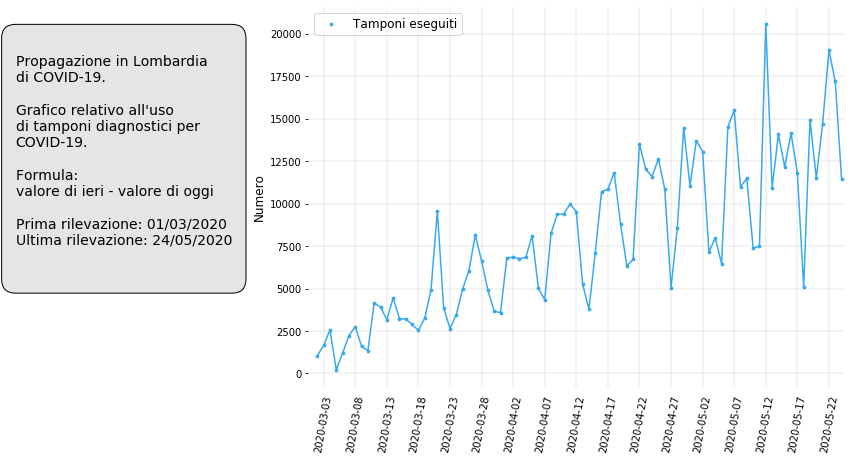 Propagazione in Lombardia
di COVID-19.
Grafico relativo all'uso
di tamponi diagnostici per
COVID-19.
Formula:
valore di ieri - valore di oggi
Prima rilevazione: 01/03/2020
Ultima rilevazione: 24/05/2020
Tamponi eseguiti
Numero
20000
17500
15000
12500
10000
7500
5000
2500
0
2020-03-03
2020-03-08
2020-03-13
2020-03-18
2020-03-23
2020-03-28
2020-04-02
2020-04-07
2020-04-12
2020-04-17
2020-04-22
2020-04-27
2020-05-02
2020-05-07
2020-05-12
2020-05-17
2020-05-22